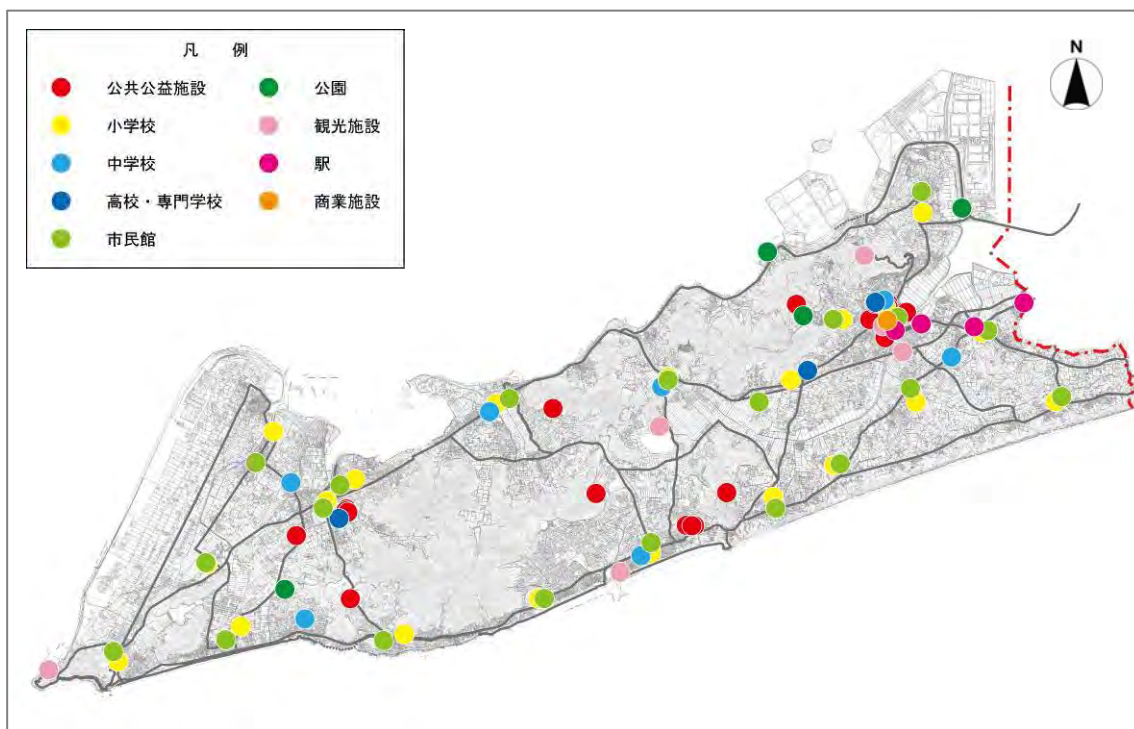 凡 例
公共公益施設
小学校
中学校
高校・専門学校
市民館
公園
観光施設
駅
商業施設
N